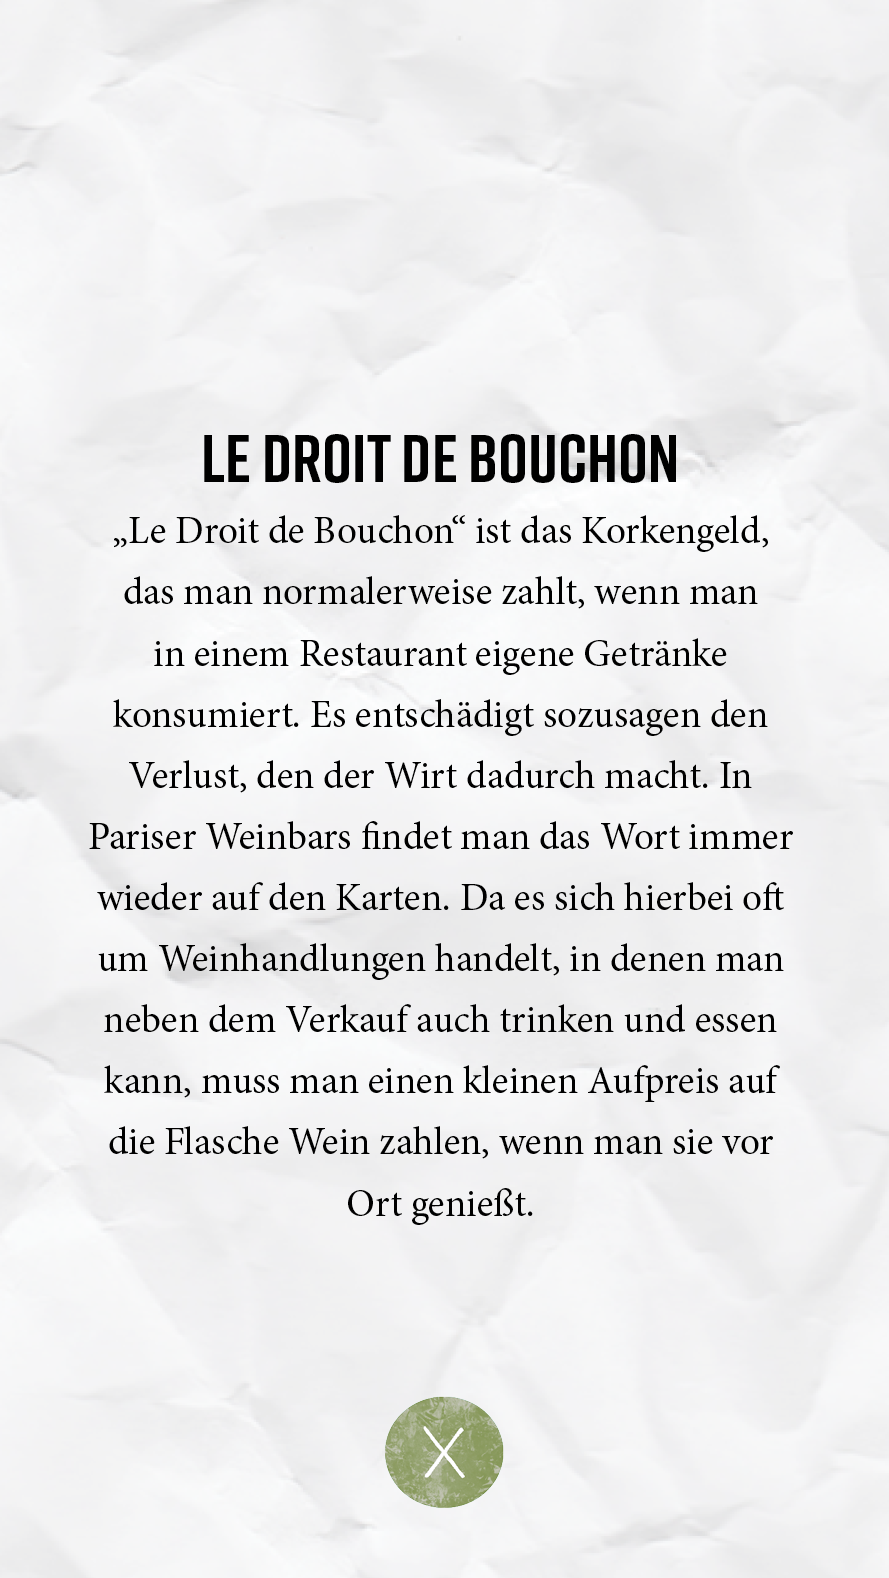 LE DROIT DE BOUCHON
„Le Droit de Bouchon“ ist das Korkengeld,
das man normalerweise zahlt, wenn man
in einem Restaurant eigene Getränke
konsumiert. Es entschädigt sozusagen den
Verlust, den der Wirt dadurch macht. In
Pariser Weinbars findet man das Wort immer
wieder auf den Karten. Da es sich hierbei oft
um Weinhandlungen handelt, in denen man
neben dem Verkauf auch trinken und essen
kann, muss man einen kleinen Aufpreis auf
die Flasche Wein zahlen, wenn man sie vor
Ort genießt.
X